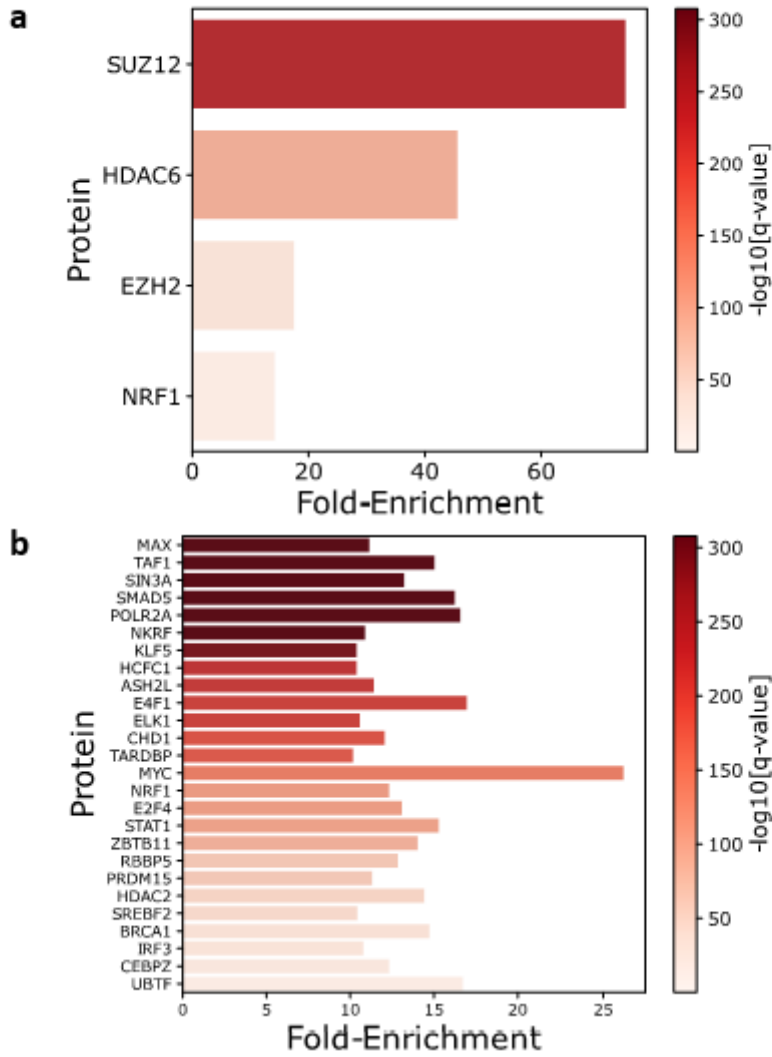 a
Protein
SUZ12
HDAC6
EZH2
NRF1
0 20 40 60
Fold-Enrichment
300
250
200
150
100
50
-log10[q-value]
b
Protein
MAX
TAF1
SIN3A
SMAD5
POLR2A
NKRF
KLF5
HCFC1
ASH2L
E4F1
ELK1
CHD1
TARDBP
MYC
NRF1
E2F4
STAT1
ZBTB11
RBBP5
PRDM15
HDAC2
SREBF2
BRCA1
IRF3
CEBPZ
UBTF
0 5 10 15 20 25
Fold-Enrichment
300
250
200
150
100
50
-log10[q-value]